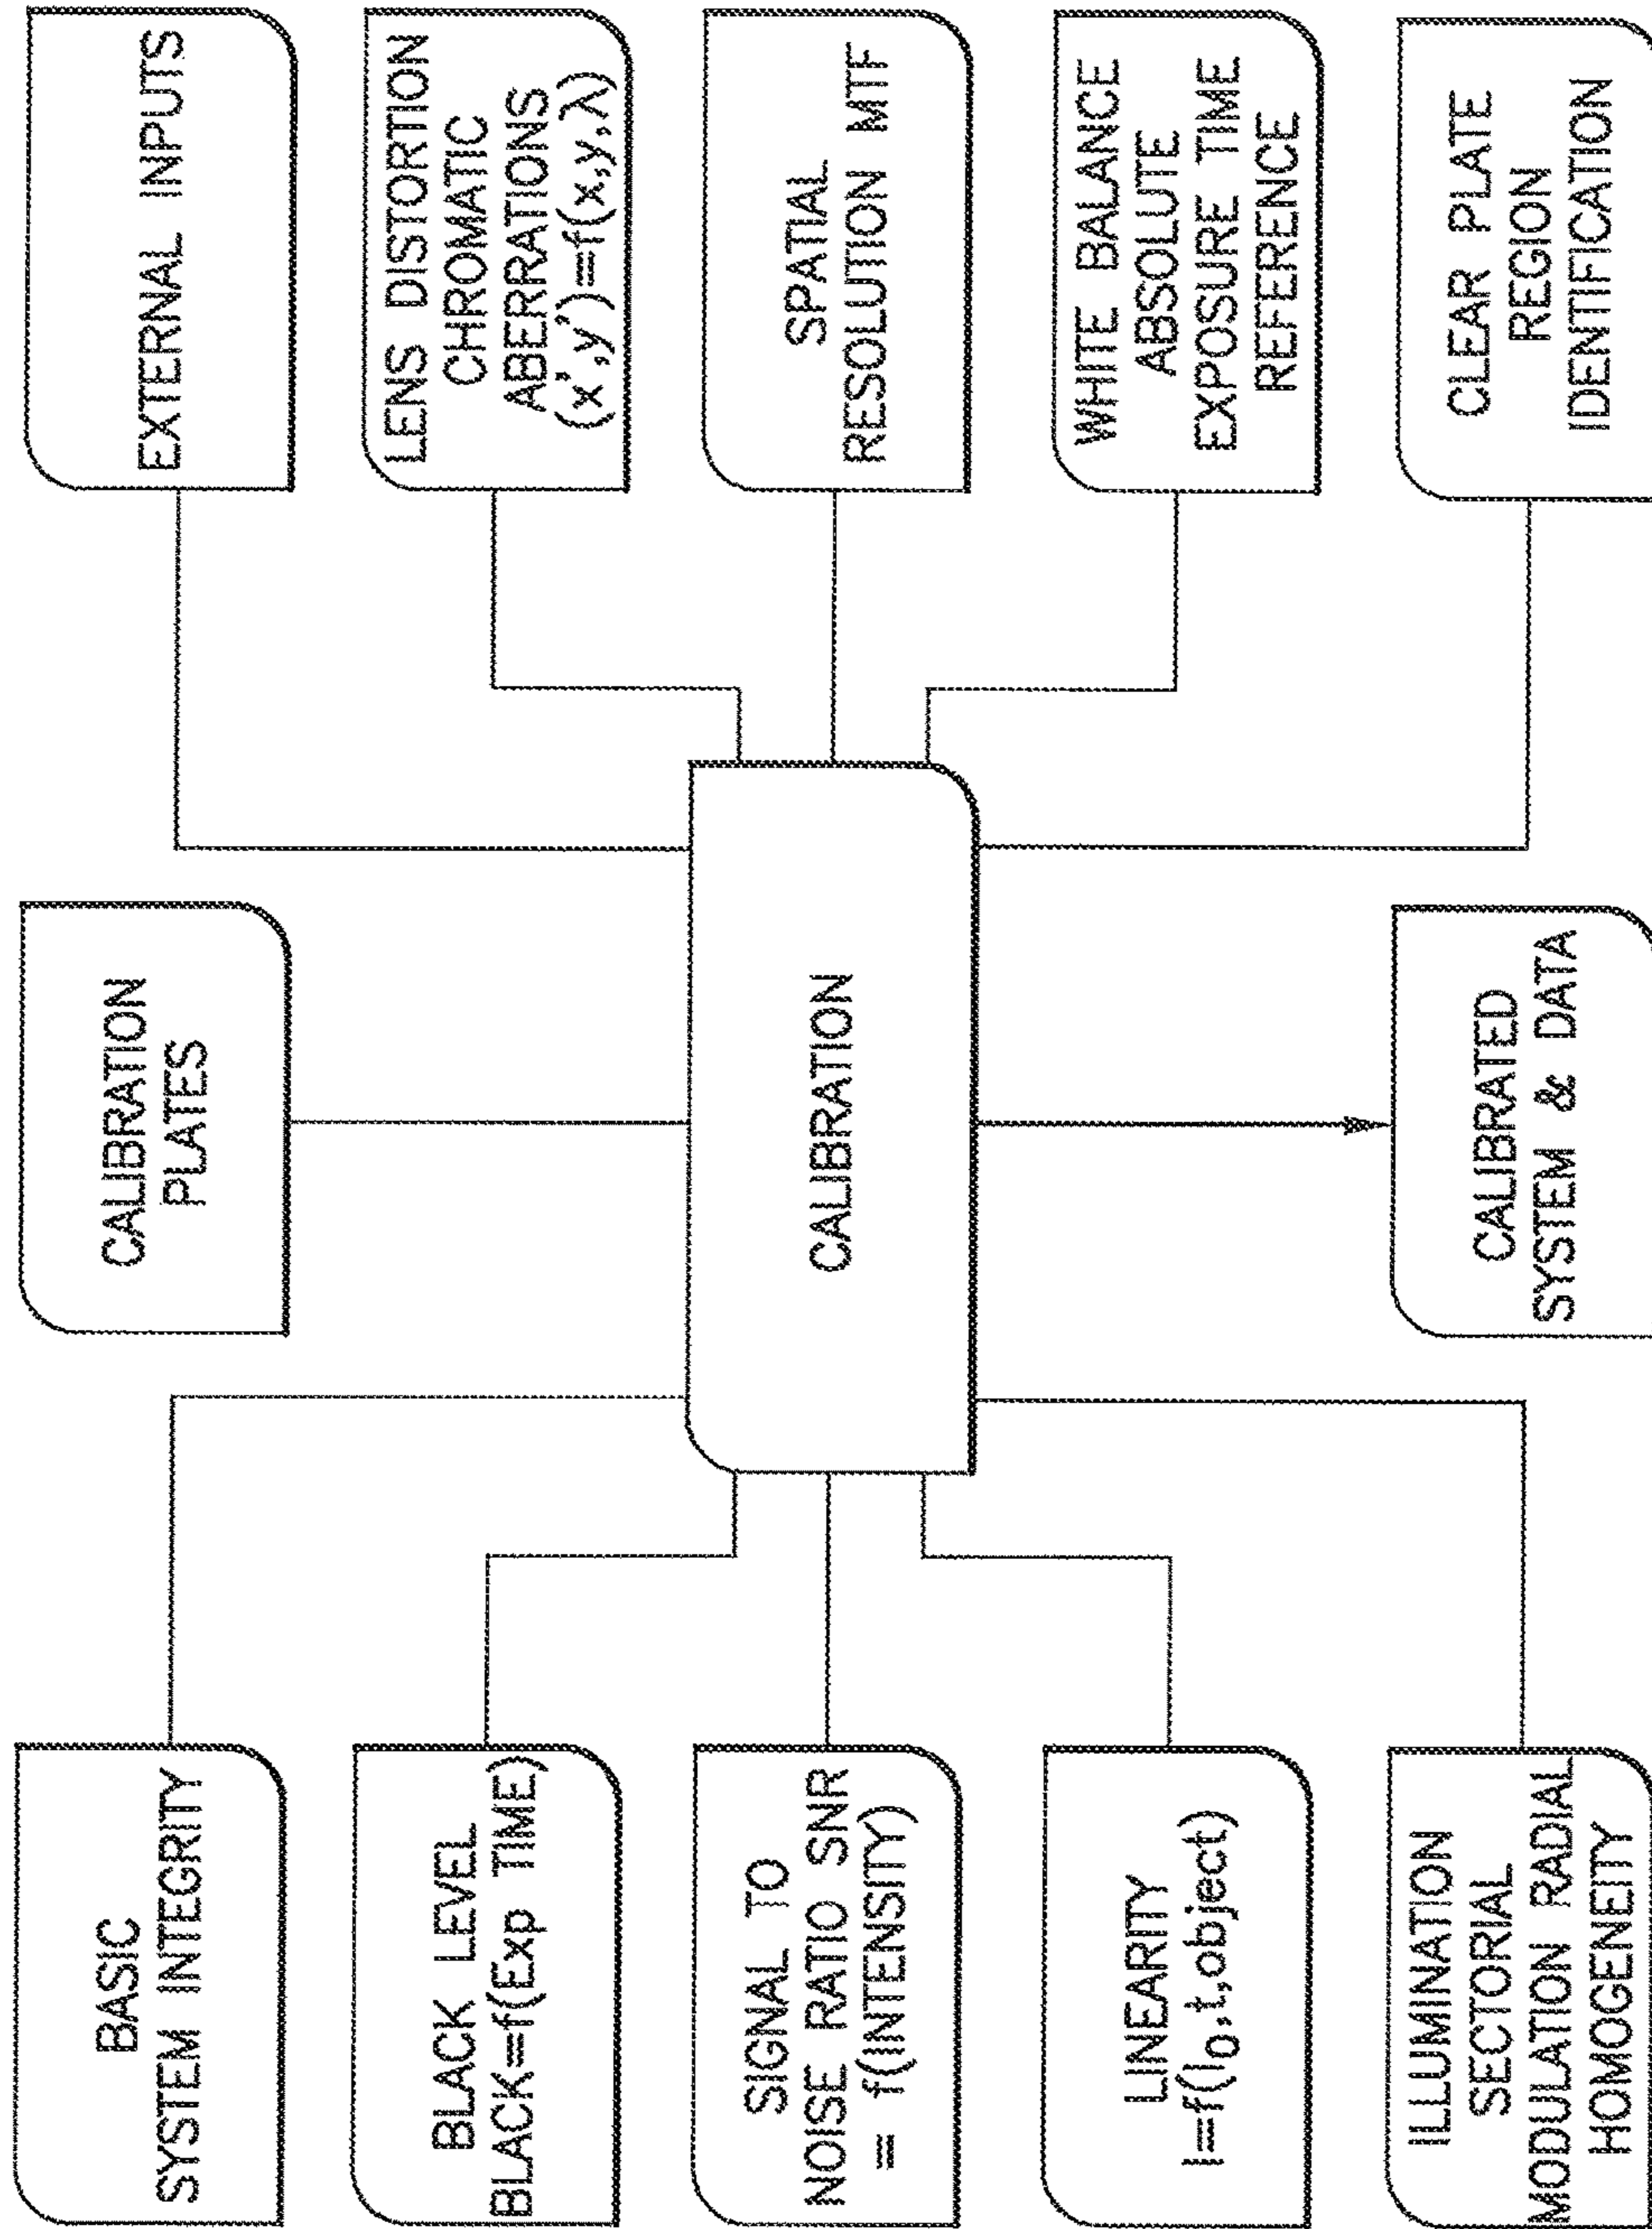 BASIC
SYSTEM INTEGRITY
BLACK LEVEL
BLACK=f(Exp TIME)
SIGNAL TO
NOISE RATIO SNR
= f(INTENSITY)
LINEARITY
I=f(I₀,t,object)
ILLUMINATION
SECTORIAL
MODULATION RADIAL
HOMOGENEITY
CALIBRATION
PLATES
CALIBRATION
CALIBRATED
SYSTEM & DATA
EXTERNAL INPUTS
LENS DISTORTION
CHROMATIC
ABERRATIONS
(x',y')=f(x,y,λ)
SPATIAL
RESOLUTION MTF
WHITE BALANCE
ABSOLUTE
EXPOSURE TIME
REFERENCE
CLEAR PLATE
REGION
IDENTIFICATION